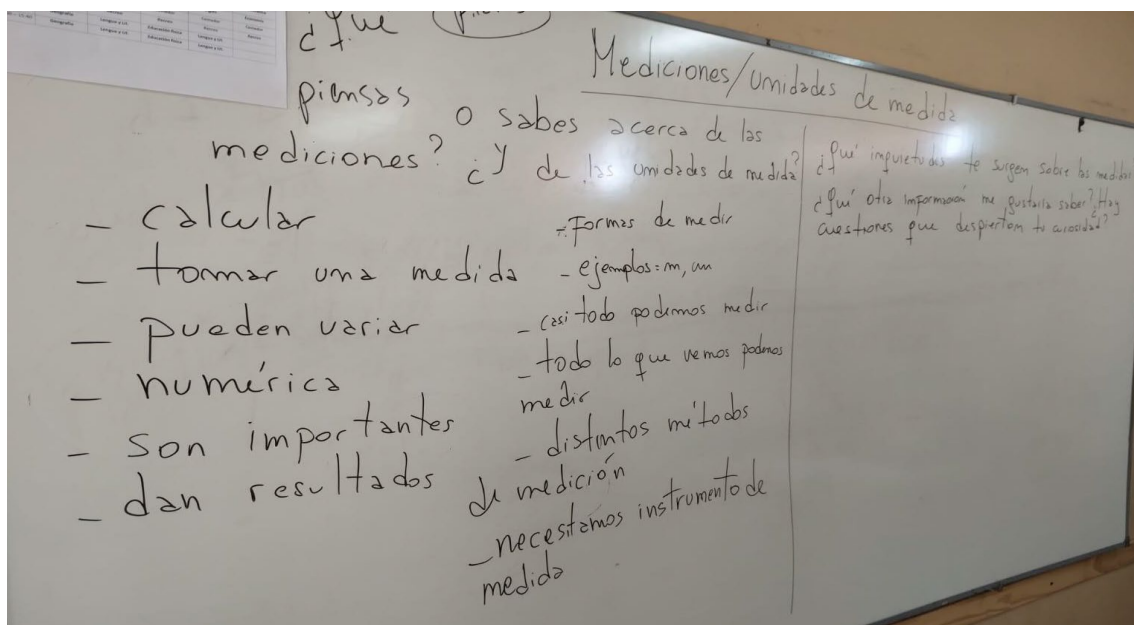 Mediciones/unidades de medida
¿Que
piensas
o sabes acerca de las
mediciones? ¿Y de las unidades de medida?
- calcular
- tomar una medida
- pueden variar
- numérica
- son importantes
- dan resultados
- Formas de medir
- ejemplos: m, cm
- casi todo podemos medir
- todo lo que vemos podemos
medir
- distintos métodos
de medición
- necesitamos instrumento de
medida
¿Qué inquietudes te surgen sobre las medidas
¿Qué otra información me gustaría saber? ¿Hay
cuestiones que despierten tu curiosidad?